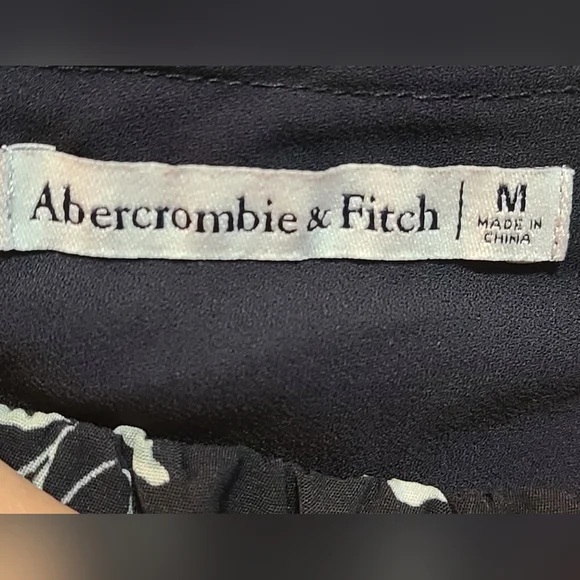 Abercrombie & Fitch | M
MADE IN
CHINA